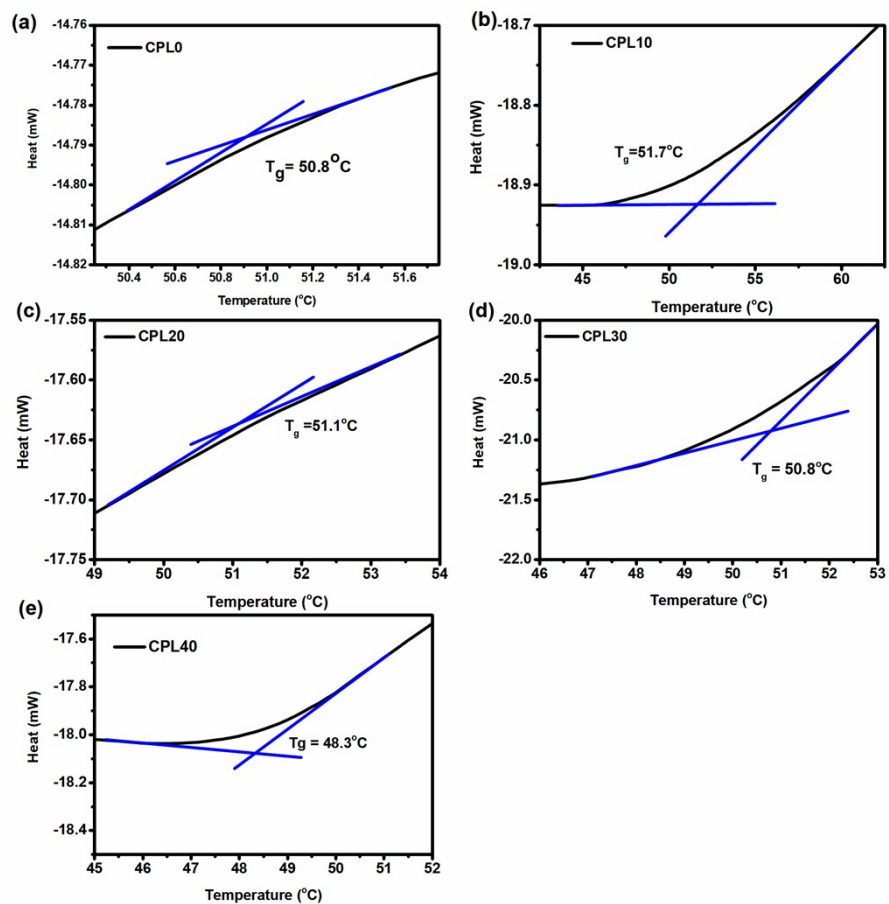 (a)
CPL0
-14.76
-14.77
-14.78
-14.79
-14.80
-14.81
-14.82
Heat (mW)
Tg= 50.8°C
50.4 50.6 50.8 51.0 51.2 51.4 51.6
Temperature (°C)
(b)
CPL10
-18.7
-18.8
-18.9
-19.0
Heat (mW)
Tg=51.7°C
45 50 55 60
Temperature (°C)
(c)
CPL20
-17.55
-17.60
-17.65
-17.70
-17.75
Heat (mW)
Tg =51.1°C
49 50 51 52 53 54
Temperature (°C)
(d)
CPL30
-20.0
-20.5
-21.0
-21.5
-22.0
Heat (mW)
Tg = 50.8°C
46 47 48 49 50 51 52 53
Temperature (°C)
(e)
CPL40
-17.6
-17.8
-18.0
-18.2
-18.4
Heat (mW)
Tg = 48.3°C
45 46 47 48 49 50 51 52
Temperature (°C)